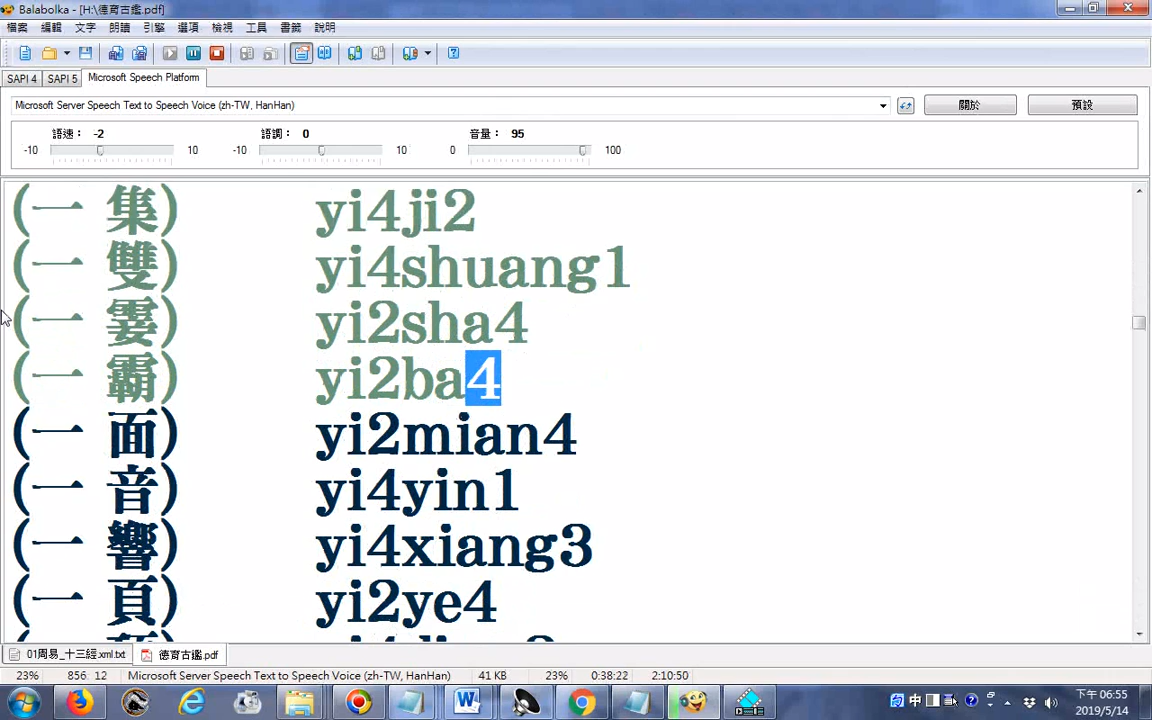 Balabolka - [H:\德育古鑑.pdf]
檔案 編輯 文字 朗讀 引擎 選項 檢視 工具 書籤 說明
SAPI 4 SAPI 5 Microsoft Speech Platform
Microsoft Server Speech Text to Speech Voice (zh-TW, HanHan) 關於 預設
語速： -2 語調： 0 音量： 95
-10 10 -10 10 0 100
(一 集) yi4ji2
(一 雙) yi4shuang1
(一 霎) yi2sha4
(一 霸) yi2ba4
(一 面) yi2mian4
(一 音) yi4yin1
(一 響) yi4xiang3
(一 頁) yi2ye4
01周易_十三經.xml.txt 德育古鑑.pdf
23% 856: 12 Microsoft Server Speech Text to Speech Voice (zh-TW, HanHan) 41 KB 23% 0:38:22 2:10:50
中 下午 06:55
2019/5/14